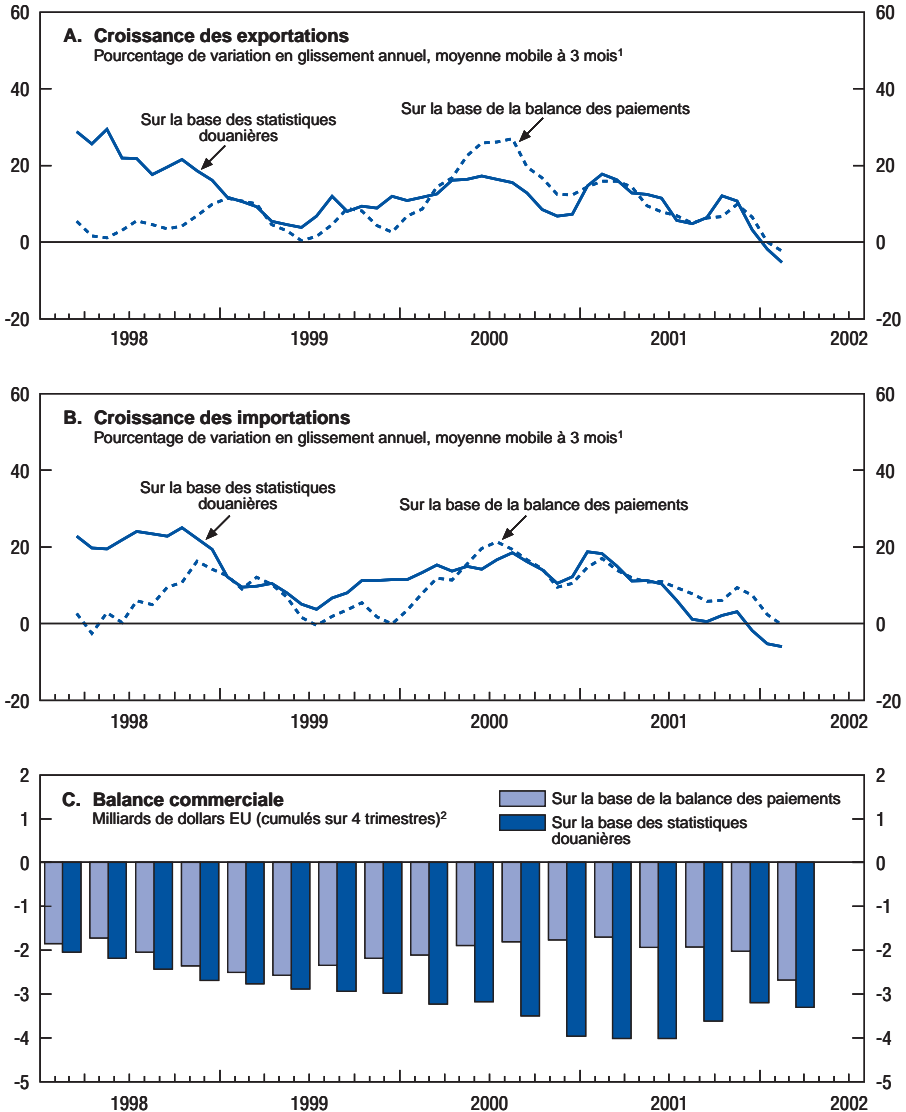 60 60
A. Croissance des exportations
Pourcentage de variation en glissement annuel, moyenne mobile à 3 mois¹
40 40
Sur la base des statistiques
douanières
Sur la base de la balance des paiements
20 20
0 0
-20 -20
1998 1999 2000 2001 2002
60 60
B. Croissance des importations
Pourcentage de variation en glissement annuel, moyenne mobile à 3 mois¹
40 40
Sur la base des statistiques
douanières
Sur la base de la balance des paiements
20 20
0 0
-20 -20
1998 1999 2000 2001 2002
2 2
C. Balance commerciale
Milliards de dollars EU (cumulés sur 4 trimestres)²
Sur la base de la balance des paiements
Sur la base des statistiques
douanières
1 1
0 0
-1 -1
-2 -2
-3 -3
-4 -4
-5 -5
1998 1999 2000 2001 2002